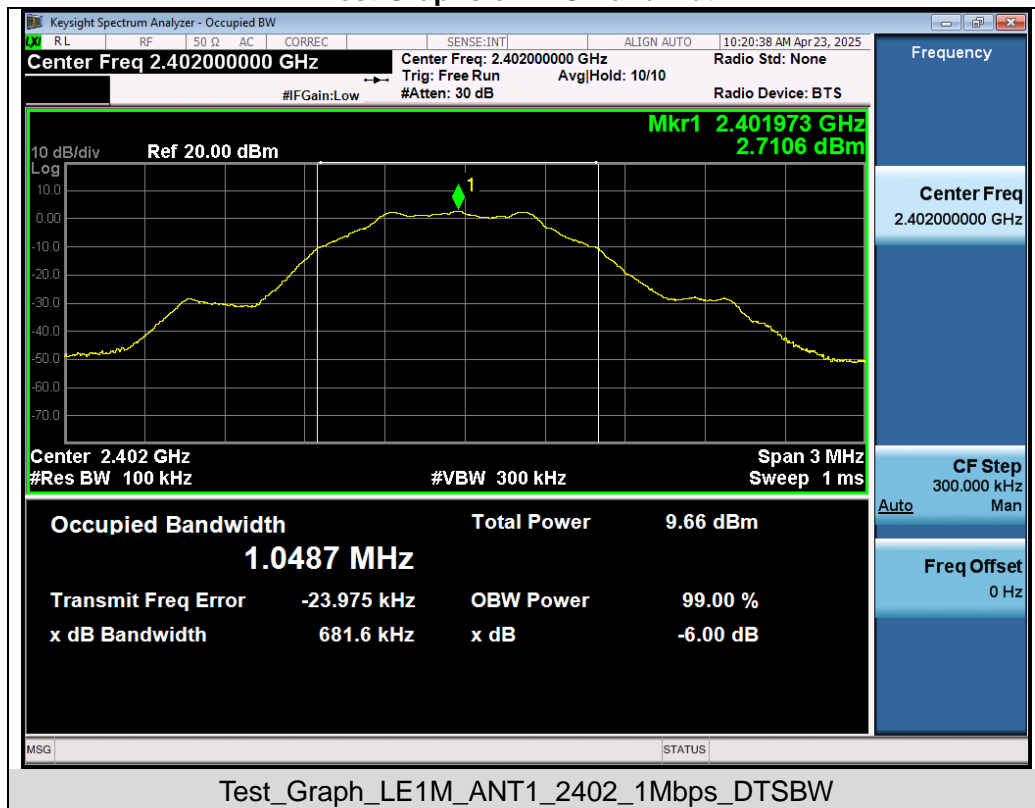 Keysight Spectrum Analyzer - Occupied BW
LXI RL RF 50 Ω AC CORREC SENSE:INT ALIGN AUTO 10:20:38 AM Apr 23, 2025
Center Freq 2.402000000 GHz
Center Freq: 2.402000000 GHz
Radio Std: None
Trig: Free Run Avg|Hold: 10/10
#IFGain:Low
#Atten: 30 dB
Radio Device: BTS
Mkr1 2.401973 GHz
2.7106 dBm
10 dB/div Ref 20.00 dBm
Log
10.0
1
0.00
-10.0
-20.0
-30.0
-40.0
-50.0
-60.0
-70.0
Center 2.402 GHz Span 3 MHz
#Res BW 100 kHz #VBW 300 kHz Sweep 1 ms
Occupied Bandwidth Total Power 9.66 dBm
1.0487 MHz
Transmit Freq Error -23.975 kHz OBW Power 99.00 %
x dB Bandwidth 681.6 kHz x dB -6.00 dB
MSG STATUS
Frequency
Center Freq
2.402000000 GHz
CF Step
300.000 kHz
Auto Man
Freq Offset
0 Hz
Test_Graph_LE1M_ANT1_2402_1Mbps_DTSBW